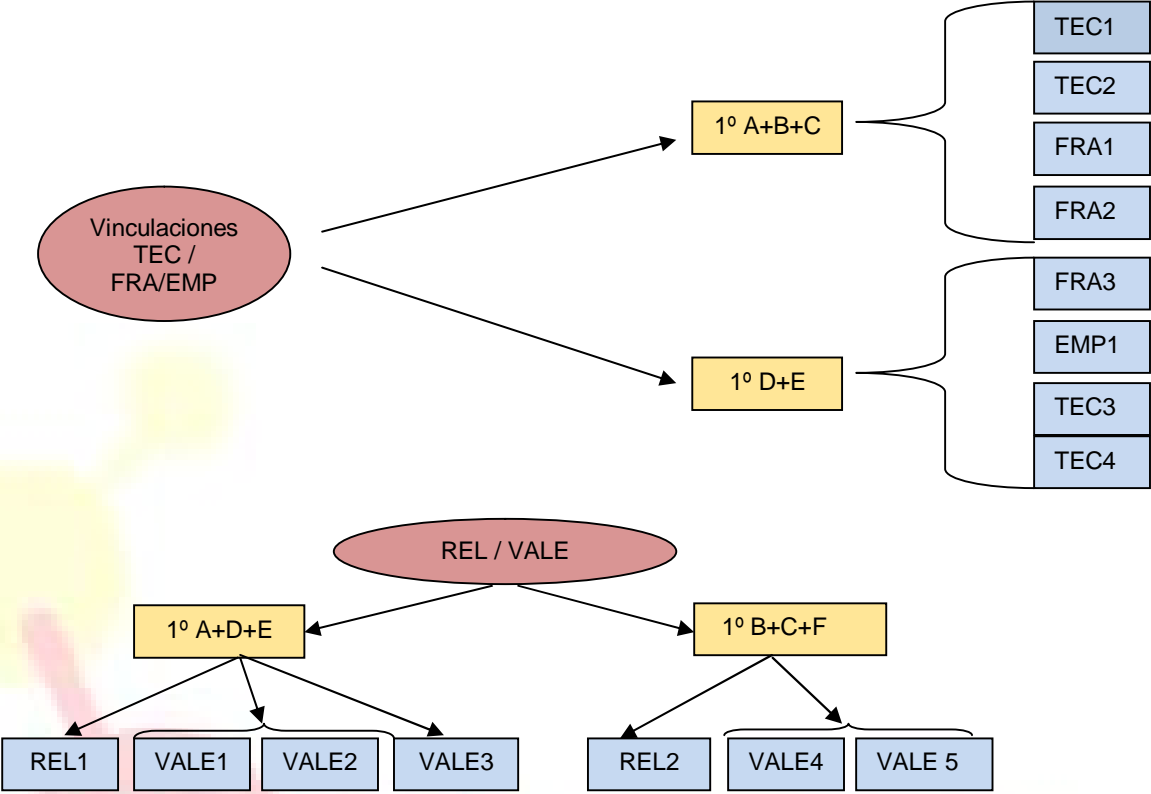 Vinculaciones
TEC /
FRA/EMP
1º A+B+C
TEC1
TEC2
FRA1
FRA2
1º D+E
FRA3
EMP1
TEC3
TEC4
REL / VALE
1º A+D+E
1º B+C+F
REL1
VALE1
VALE2
VALE3
REL2
VALE4
VALE 5